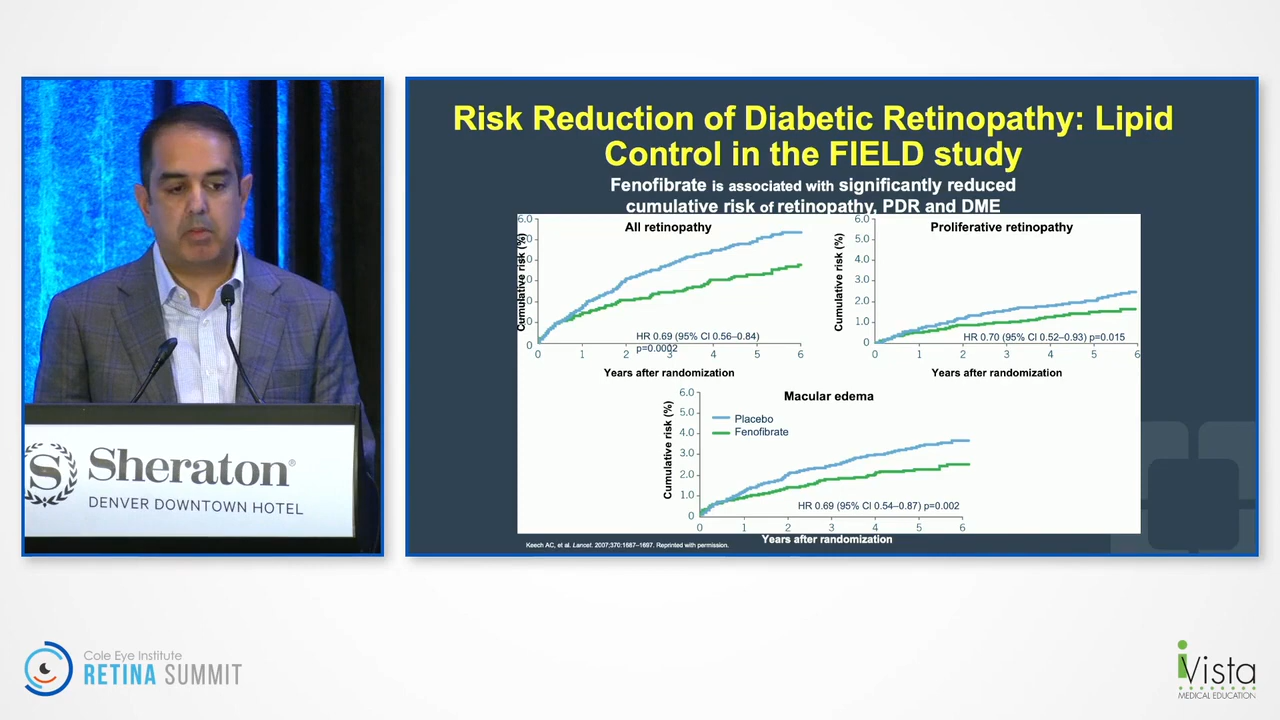 Risk Reduction of Diabetic Retinopathy: Lipid
Control in the FIELD study
Fenofibrate is associated with significantly reduced
cumulative risk of retinopathy, PDR and DME
All retinopathy
Cumulative risk (%)
6.0
0
0
0
0
0
0
HR 0.69 (95% CI 0.56–0.84)
p=0.0002
0 1 2 3 4 5 6
Years after randomization
Proliferative retinopathy
Cumulative risk (%)
6.0
5.0
4.0
3.0
2.0
1.0
0
HR 0.70 (95% CI 0.52–0.93) p=0.015
0 1 2 3 4 5 6
Years after randomization
Macular edema
Cumulative risk (%)
6.0
5.0
4.0
3.0
2.0
1.0
0
Placebo
Fenofibrate
HR 0.69 (95% CI 0.54–0.87) p=0.002
0 1 2 3 4 5 6
Years after randomization
Keech AC, et al. Lancet. 2007;370:1687–1697. Reprinted with permission.
S
Sheraton®
DENVER DOWNTOWN HOTEL
Cole Eye Institute
RETINA SUMMIT
iVista
MEDICAL EDUCATION